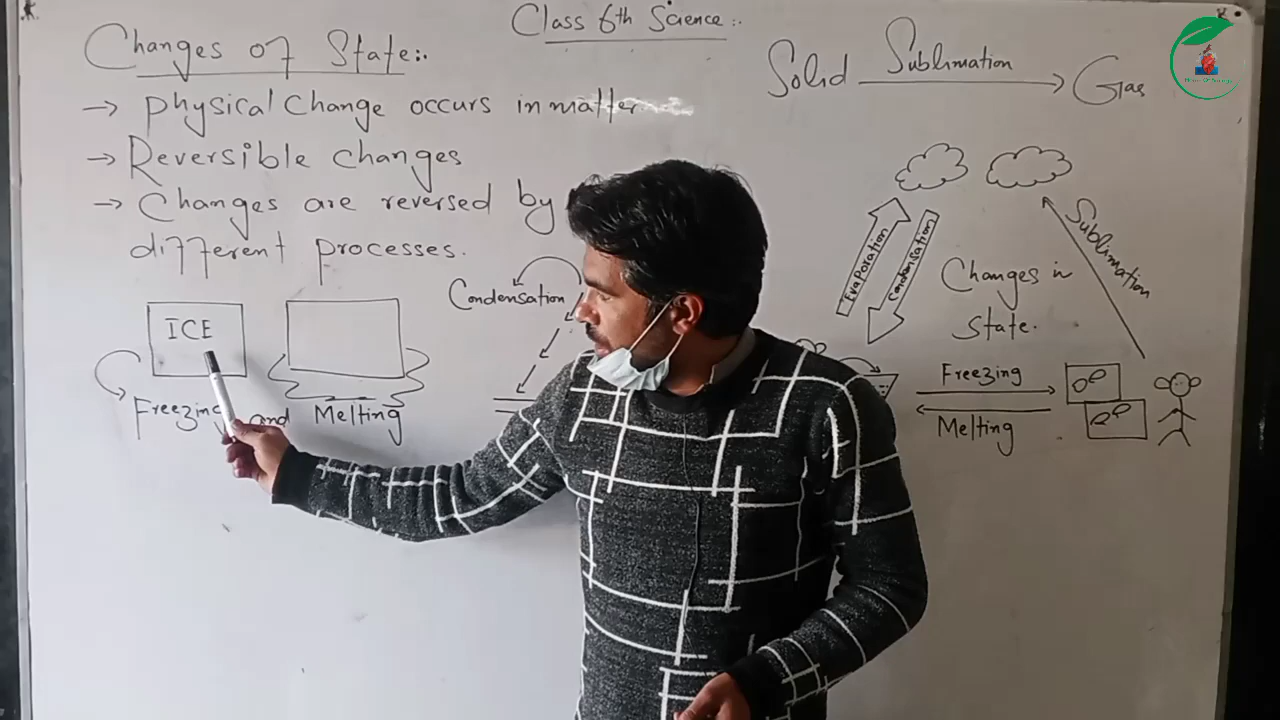 Class 6th Science:.
Changes of State:.
→ Physical Change occurs in matter
→ Reversible changes
→ Changes are reversed by
different processes.
ICE
Freezing and Melting
Condensation
Solid Sublimation → Gas
Evaporation
Condensation
Sublimation
Changes in
State.
Freezing
Melting